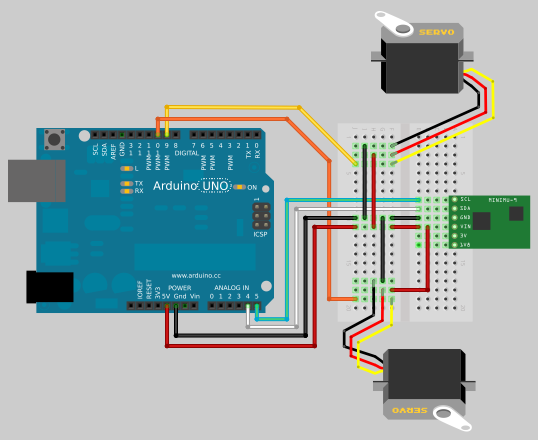 SERVO
SCL
SDA
AREF
GND
13
12
PWM 11
PWM 10
PWM 9
8
DIGITAL
7
PWM 6
PWM 5
4
PWM 3
2
TX 1
RX 0
L
TX
RX
Arduino UNO
ON
1
ICSP
www.arduino.cc
POWER
ANALOG IN
IOREF
RESET
3V3
5V
Gnd
Vin
0 1 2 3 4 5
SCL
SDA
GND
VIN
3V
1V8
MINIMU-9
SERVO